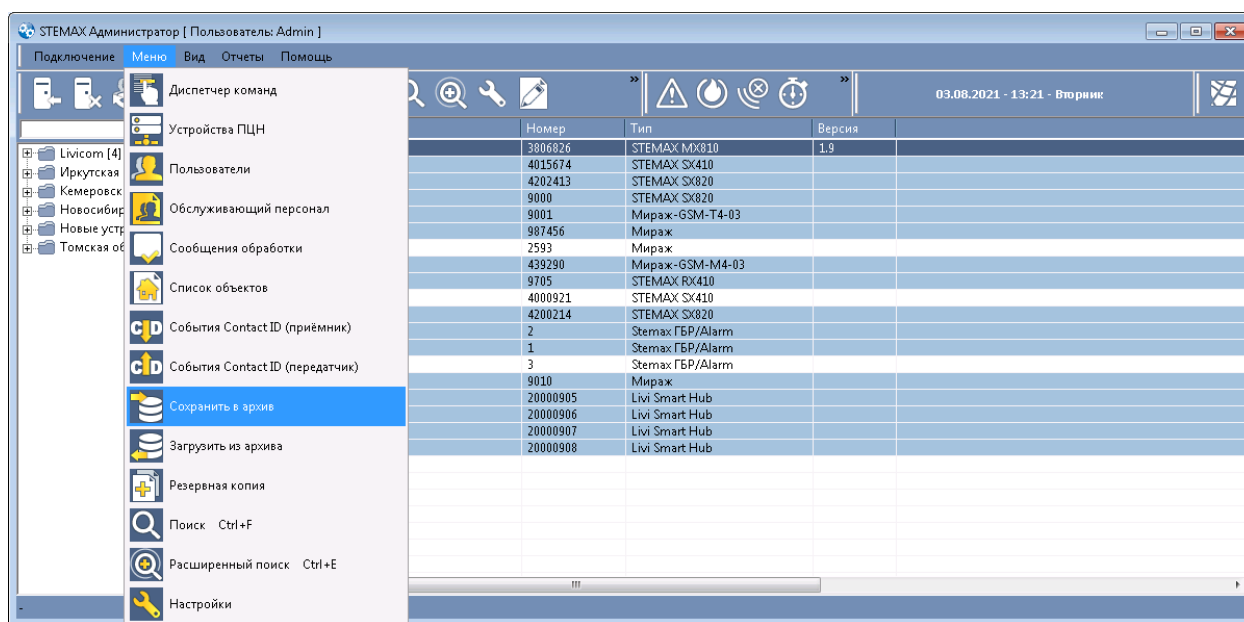 STEMAX Администратор [ Пользователь: Admin ]
Подключение Меню Вид Отчеты Помощь
» »
03.08.2021 - 13:21 - Вторник
Диспетчер команд
Устройства ПЦН
Пользователи
Обслуживающий персонал
Сообщения обработки
Список объектов
События Contact ID (приёмник)
События Contact ID (передатчик)
Сохранить в архив
Загрузить из архива
Резервная копия
Поиск Ctrl+F
Расширенный поиск Ctrl+E
Настройки
Livicom [4]
Иркутская
Кемеровск
Новосибир
Новые устр
Томская об
Номер Тип Версия
3806826 STEMAX MX810 1.9
4015674 STEMAX SX410
4202413 STEMAX SX820
9000 STEMAX SX820
9001 Мираж-GSM-T4-03
987456 Мираж
2593 Мираж
439290 Мираж-GSM-M4-03
9705 STEMAX RX410
4000921 STEMAX SX410
4200214 STEMAX SX820
2 Stemax ГБР/Alarm
1 Stemax ГБР/Alarm
3 Stemax ГБР/Alarm
9010 Мираж
20000905 Livi Smart Hub
20000906 Livi Smart Hub
20000907 Livi Smart Hub
20000908 Livi Smart Hub
-